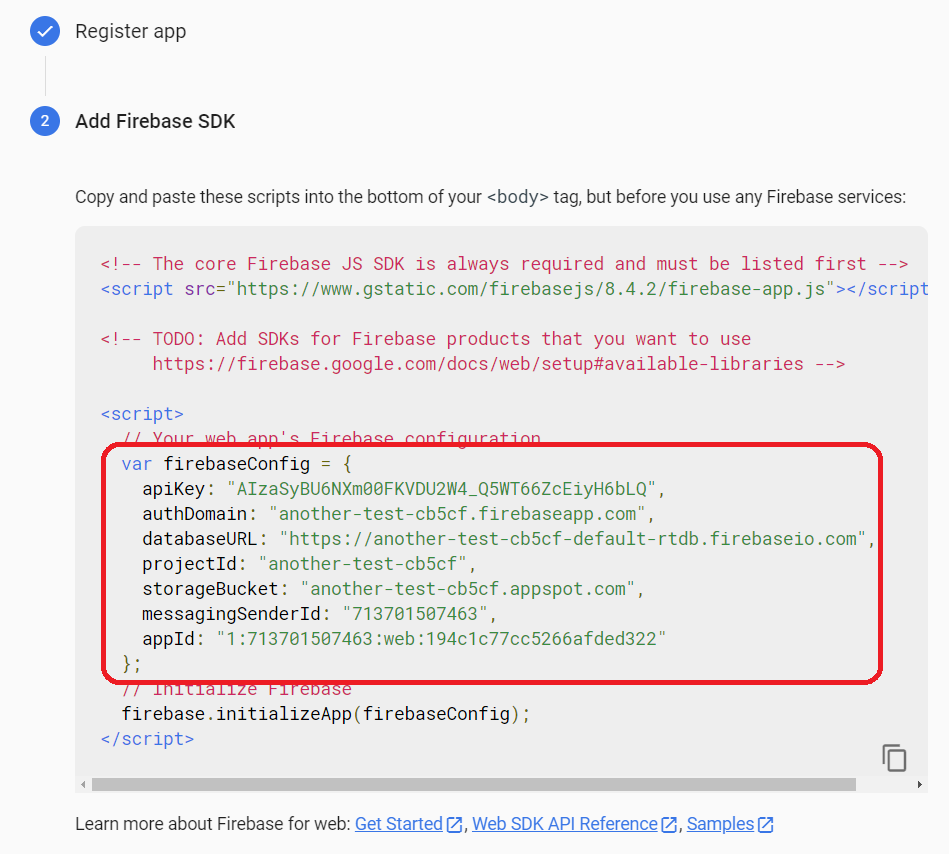 Register app
2
Add Firebase SDK
Copy and paste these scripts into the bottom of your <body> tag, but before you use any Firebase services:
<!-- The core Firebase JS SDK is always required and must be listed first -->
<script src="https://www.gstatic.com/firebasejs/8.4.2/firebase-app.js"></script
<!-- TODO: Add SDKs for Firebase products that you want to use
https://firebase.google.com/docs/web/setup#available-libraries -->
<script>
// Your web app's Firebase configuration
var firebaseConfig = {
apiKey: "AIzaSyBU6NXm00FKVDU2W4_Q5WT66ZcEiyH6bLQ",
authDomain: "another-test-cb5cf.firebaseapp.com",
databaseURL: "https://another-test-cb5cf-default-rtdb.firebaseio.com",
projectId: "another-test-cb5cf",
storageBucket: "another-test-cb5cf.appspot.com",
messagingSenderId: "713701507463",
appId: "1:713701507463:web:194c1c77cc5266afded322"
};
// Initialize Firebase
firebase.initializeApp(firebaseConfig);
</script>
Learn more about Firebase for web: Get Started, Web SDK API Reference, Samples